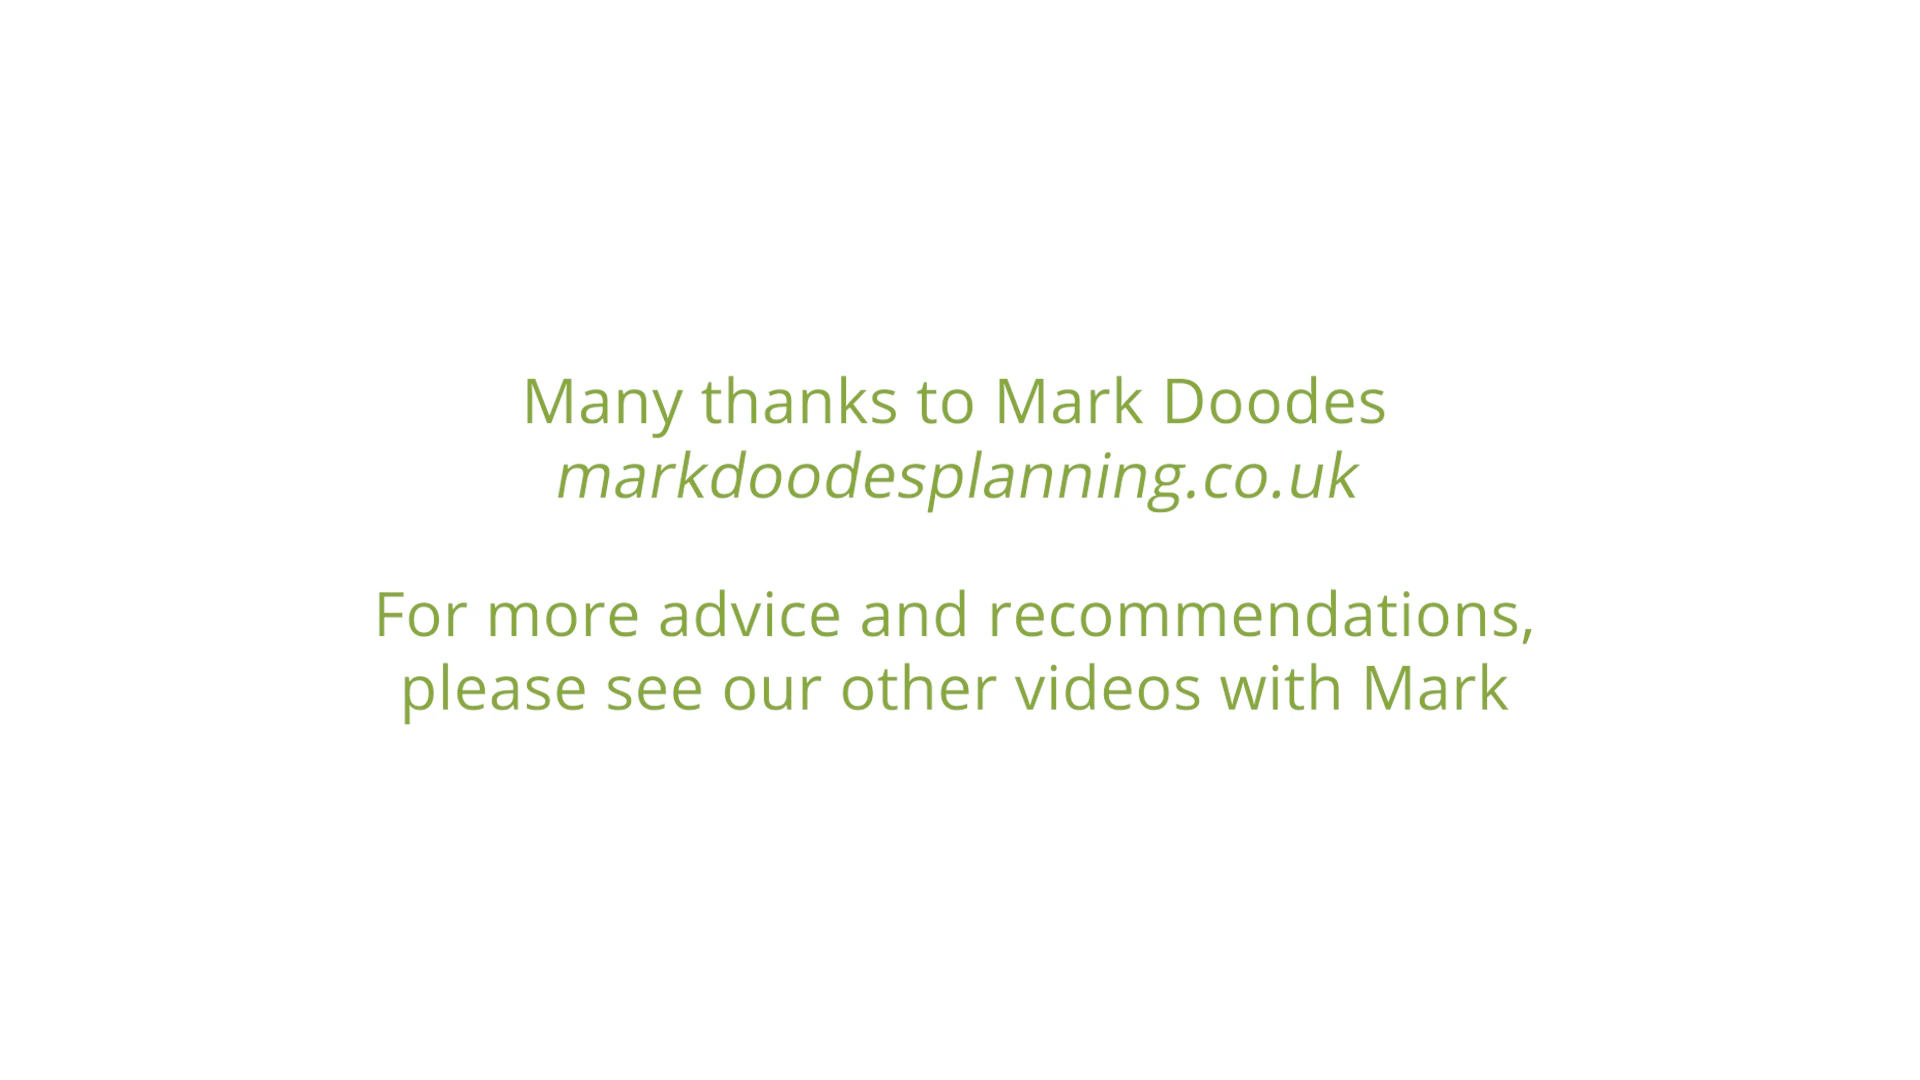 Many thanks to Mark Doodes
markdoodesplanning.co.uk
For more advice and recommendations,
please see our other videos with Mark